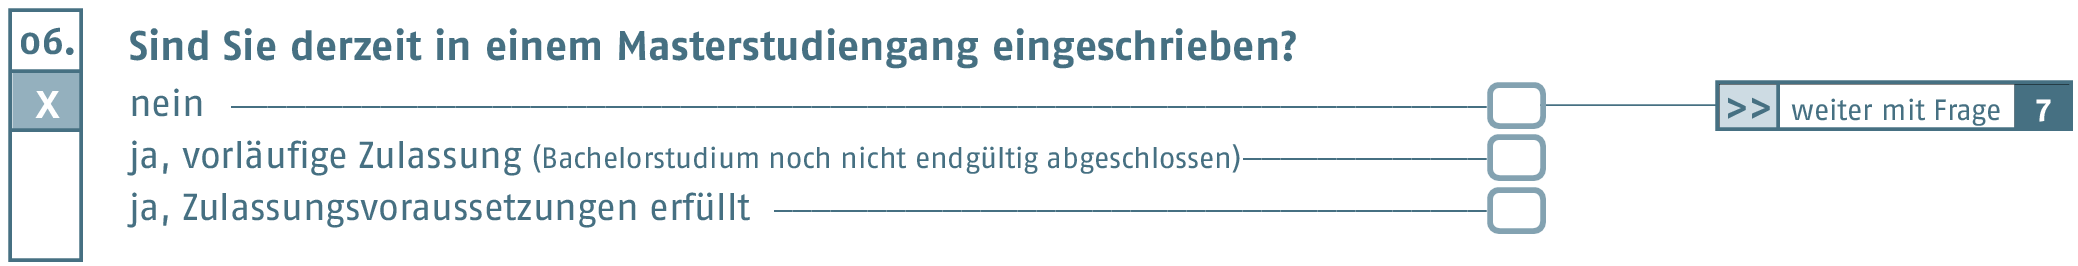 06. Sind Sie derzeit in einem Masterstudiengang eingeschrieben?
X nein >> weiter mit Frage 7
ja, vorläufige Zulassung (Bachelorstudium noch nicht endgültig abgeschlossen)
ja, Zulassungsvoraussetzungen erfüllt